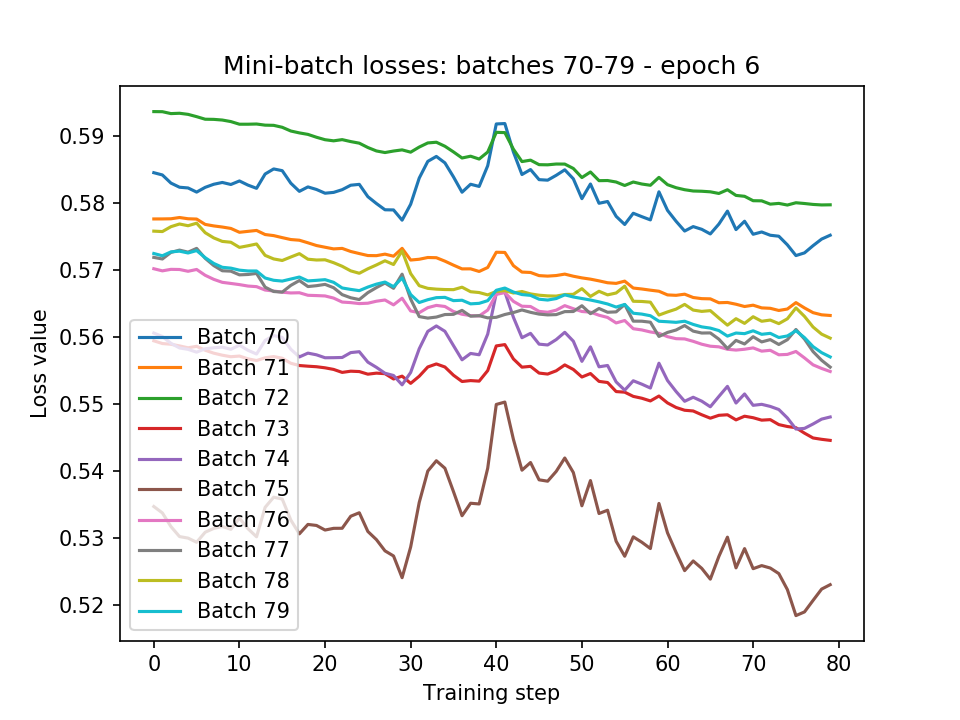 Mini-batch losses: batches 70-79 - epoch 6
Loss value
0.59
0.58
0.57
0.56
0.55
0.54
0.53
0.52
Batch 70
Batch 71
Batch 72
Batch 73
Batch 74
Batch 75
Batch 76
Batch 77
Batch 78
Batch 79
0 10 20 30 40 50 60 70 80
Training step